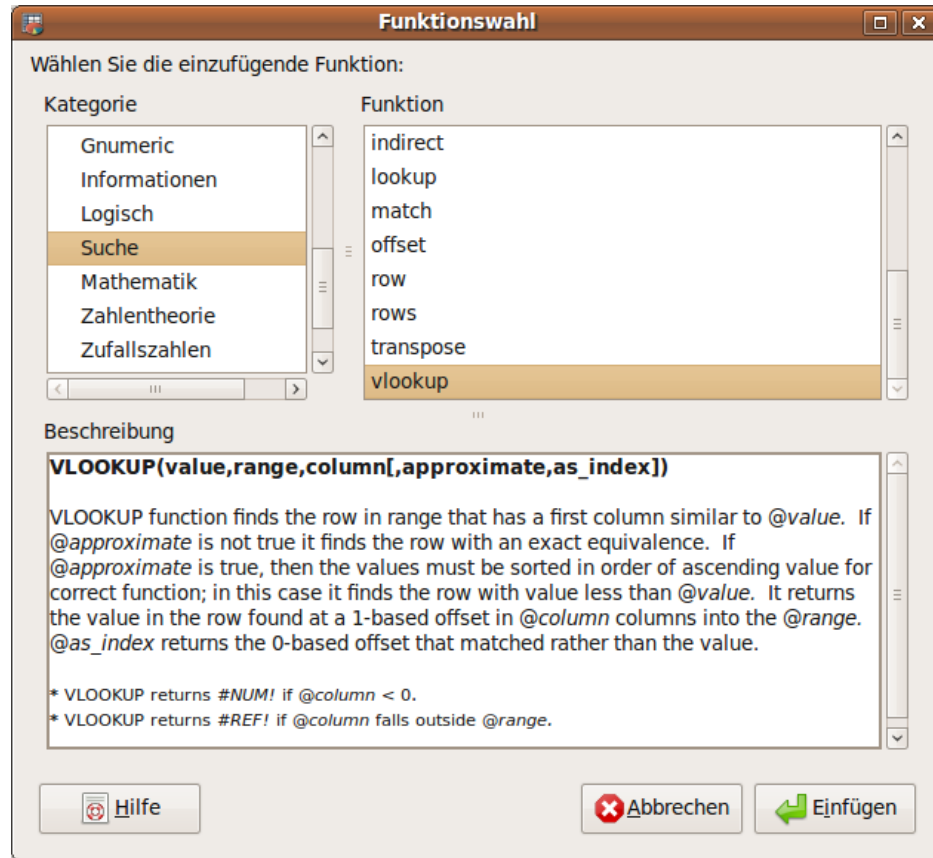 Funktionswahl
Wählen Sie die einzufügende Funktion:
Kategorie
Gnumeric
Informationen
Logisch
Suche
Mathematik
Zahlentheorie
Zufallszahlen
Funktion
indirect
lookup
match
offset
row
rows
transpose
vlookup
Beschreibung
VLOOKUP(value,range,column[,approximate,as_index])
VLOOKUP function finds the row in range that has a first column similar to @value. If
@approximate is not true it finds the row with an exact equivalence. If
@approximate is true, then the values must be sorted in order of ascending value for
correct function; in this case it finds the row with value less than @value. It returns
the value in the row found at a 1-based offset in @column columns into the @range.
@as_index returns the 0-based offset that matched rather than the value.
* VLOOKUP returns #NUM! if @column < 0.
* VLOOKUP returns #REF! if @column falls outside @range.
Hilfe
Abbrechen
Einfügen